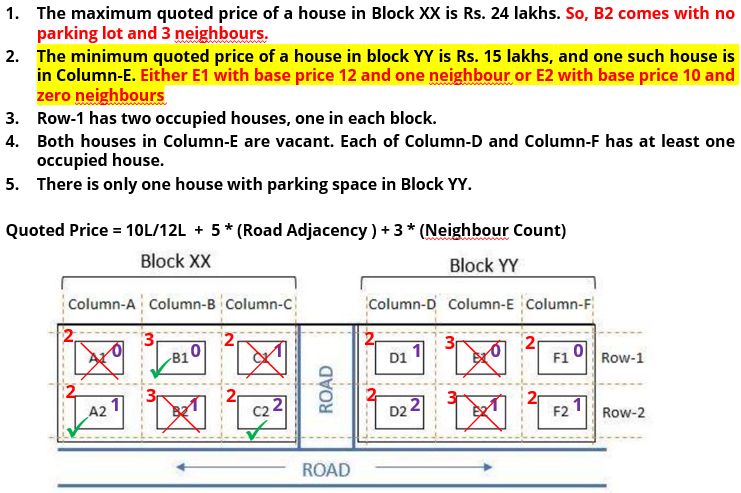 1. The maximum quoted price of a house in Block XX is Rs. 24 lakhs. So, B2 comes with no
parking lot and 3 neighbours.
2. The minimum quoted price of a house in block YY is Rs. 15 lakhs, and one such house is
in Column-E. Either E1 with base price 12 and one neighbour or E2 with base price 10 and
zero neighbours
3. Row-1 has two occupied houses, one in each block.
4. Both houses in Column-E are vacant. Each of Column-D and Column-F has at least one
occupied house.
5. There is only one house with parking space in Block YY.
Quoted Price = 10L/12L + 5 * (Road Adjacency ) + 3 * (Neighbour Count)
Block XX Block YY
Column-A Column-B Column-C Column-D Column-E Column-F
2 A1 0 3 B1 0 2 C1 1 2 D1 1 3 E1 0 2 F1 0 Row-1
2 A2 1 3 B2 1 2 C2 2 2 D2 2 3 E2 1 2 F2 1 Row-2
ROAD
ROAD